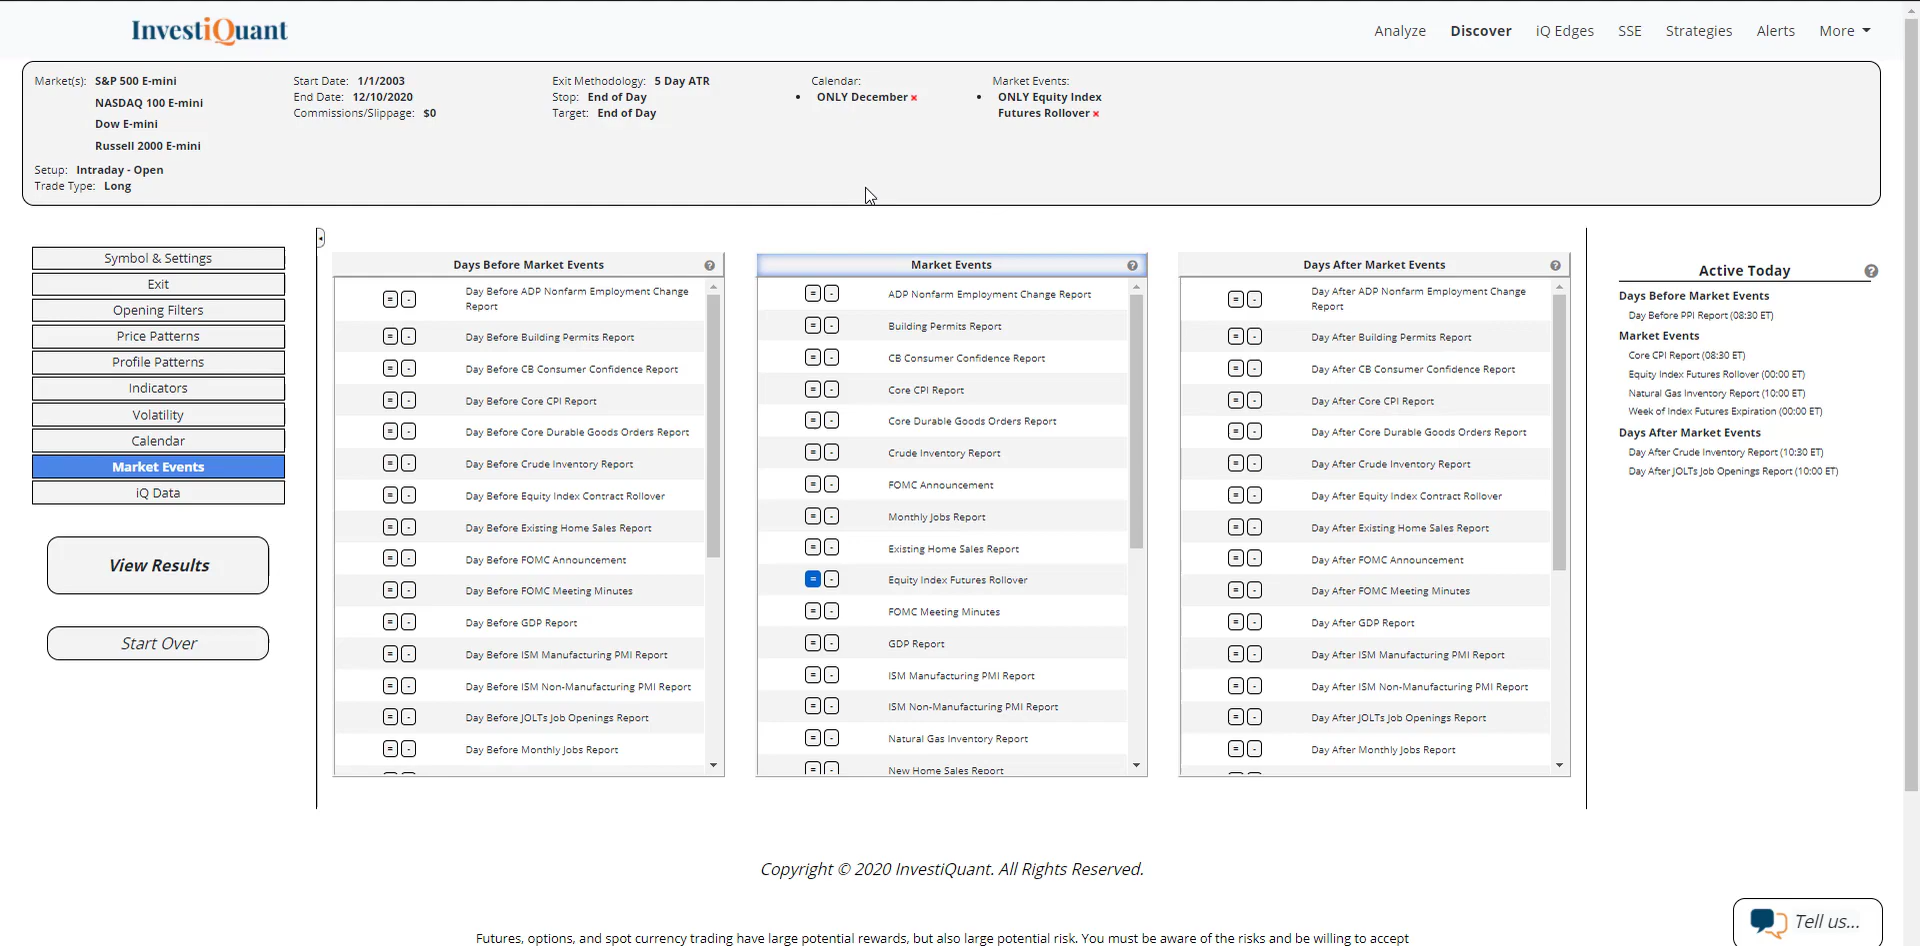 InvestiQuant
Analyze
Discover
iQ Edges
SSE
Strategies
Alerts
More
Market(s): S&P 500 E-mini
NASDAQ 100 E-mini
Dow E-mini
Russell 2000 E-mini
Setup: Intraday - Open
Trade Type: Long
Start Date: 1/1/2003
End Date: 12/10/2020
Commissions/Slippage: $0
Exit Methodology: 5 Day ATR
Stop: End of Day
Target: End of Day
Calendar:
• ONLY December ×
Market Events:
• ONLY Equity Index
Futures Rollover ×
Symbol & Settings
Exit
Opening Filters
Price Patterns
Profile Patterns
Indicators
Volatility
Calendar
Market Events
iQ Data
View Results
Start Over
Days Before Market Events ?
= - Day Before ADP Nonfarm Employment Change
Report
= - Day Before Building Permits Report
= - Day Before CB Consumer Confidence Report
= - Day Before Core CPI Report
= - Day Before Core Durable Goods Orders Report
= - Day Before Crude Inventory Report
= - Day Before Equity Index Contract Rollover
= - Day Before Existing Home Sales Report
= - Day Before FOMC Announcement
= - Day Before FOMC Meeting Minutes
= - Day Before GDP Report
= - Day Before ISM Manufacturing PMI Report
= - Day Before ISM Non-Manufacturing PMI Report
= - Day Before JOLTs Job Openings Report
= - Day Before Monthly Jobs Report
Market Events ?
= - ADP Nonfarm Employment Change Report
= - Building Permits Report
= - CB Consumer Confidence Report
= - Core CPI Report
= - Core Durable Goods Orders Report
= - Crude Inventory Report
= - FOMC Announcement
= - Monthly Jobs Report
= - Existing Home Sales Report
= - Equity Index Futures Rollover
= - FOMC Meeting Minutes
= - GDP Report
= - ISM Manufacturing PMI Report
= - ISM Non-Manufacturing PMI Report
= - Natural Gas Inventory Report
= - New Home Sales Report
Days After Market Events ?
= - Day After ADP Nonfarm Employment Change
Report
= - Day After Building Permits Report
= - Day After CB Consumer Confidence Report
= - Day After Core CPI Report
= - Day After Core Durable Goods Orders Report
= - Day After Crude Inventory Report
= - Day After Equity Index Contract Rollover
= - Day After Existing Home Sales Report
= - Day After FOMC Announcement
= - Day After FOMC Meeting Minutes
= - Day After GDP Report
= - Day After ISM Manufacturing PMI Report
= - Day After ISM Non-Manufacturing PMI Report
= - Day After JOLTs Job Openings Report
= - Day After Monthly Jobs Report
Active Today ?
Days Before Market Events
Day Before PPI Report (08:30 ET)
Market Events
Core CPI Report (08:30 ET)
Equity Index Futures Rollover (00:00 ET)
Natural Gas Inventory Report (10:00 ET)
Week of Index Futures Expiration (00:00 ET)
Days After Market Events
Day After Crude Inventory Report (10:30 ET)
Day After JOLTs Job Openings Report (10:00 ET)
Copyright © 2020 InvestiQuant. All Rights Reserved.
Tell us...
Futures, options, and spot currency trading have large potential rewards, but also large potential risk. You must be aware of the risks and be willing to accept